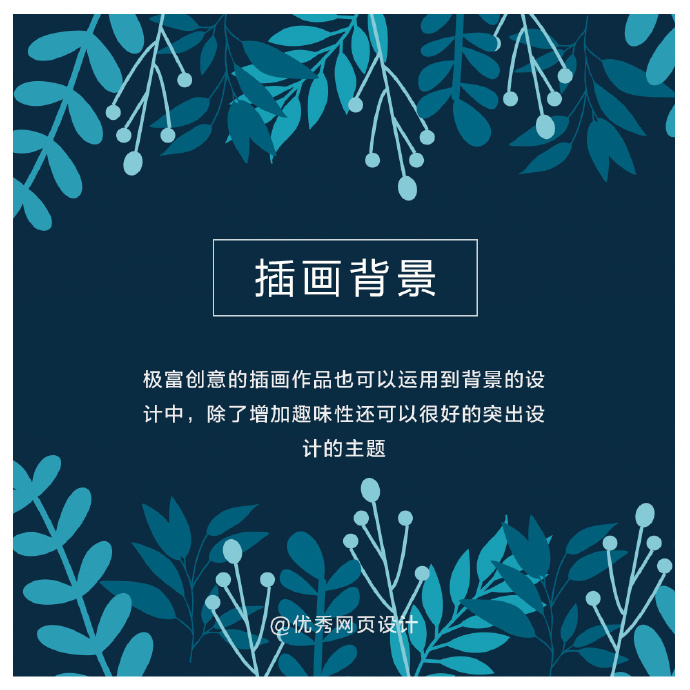 插画背景
极富创意的插画作品也可以运用到背景的设
计中，除了增加趣味性还可以很好的突出设
计的主题
@优秀网页设计